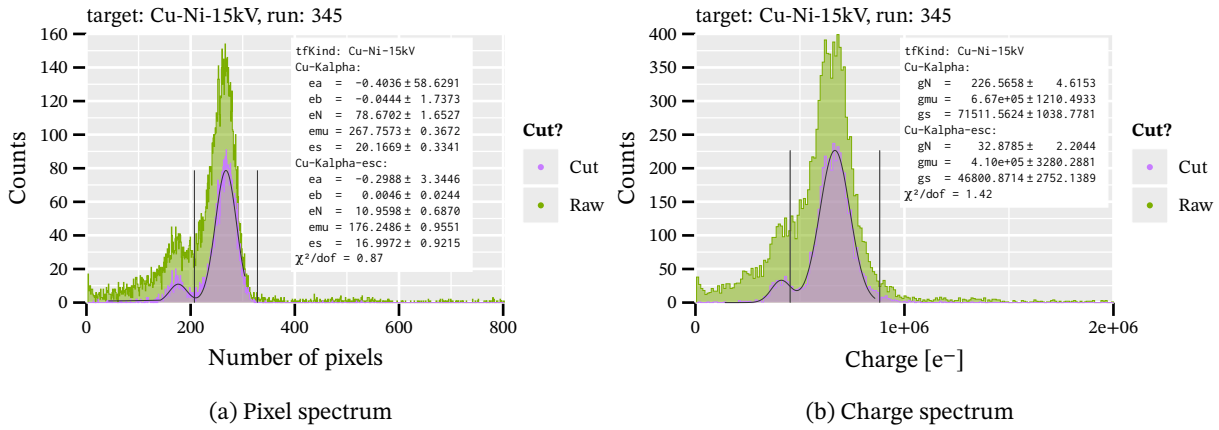 target: Cu-Ni-15kV, run: 345
160
140
120
100
80
60
40
20
0
Counts
0
200
400
600
800
Number of pixels
tfKind: Cu-Ni-15kV
Cu-Kalpha:
ea = -0.4036 ± 58.6291
eb = -0.0444 ± 1.7373
eN = 78.6702 ± 1.6527
emu = 267.7573 ± 0.3672
es = 20.1669 ± 0.3341
Cu-Kalpha-esc:
ea = -0.2988 ± 3.3446
eb = 0.0046 ± 0.0244
eN = 10.9598 ± 0.6870
emu = 176.2486 ± 0.9551
es = 16.9972 ± 0.9215
χ²/dof = 0.87
Cut?
Cut
Raw
(a) Pixel spectrum
target: Cu-Ni-15kV, run: 345
400
350
300
250
200
150
100
50
0
Counts
0
1e+06
2e+06
Charge [e⁻]
tfKind: Cu-Ni-15kV
Cu-Kalpha:
gN = 226.5658 ± 4.6153
gmu = 6.67e+05 ± 1210.4933
gs = 71511.5624 ± 1038.7781
Cu-Kalpha-esc:
gN = 32.8785 ± 2.2044
gmu = 4.10e+05 ± 3280.2881
gs = 46800.8714 ± 2752.1389
χ²/dof = 1.42
Cut?
Cut
Raw
(b) Charge spectrum